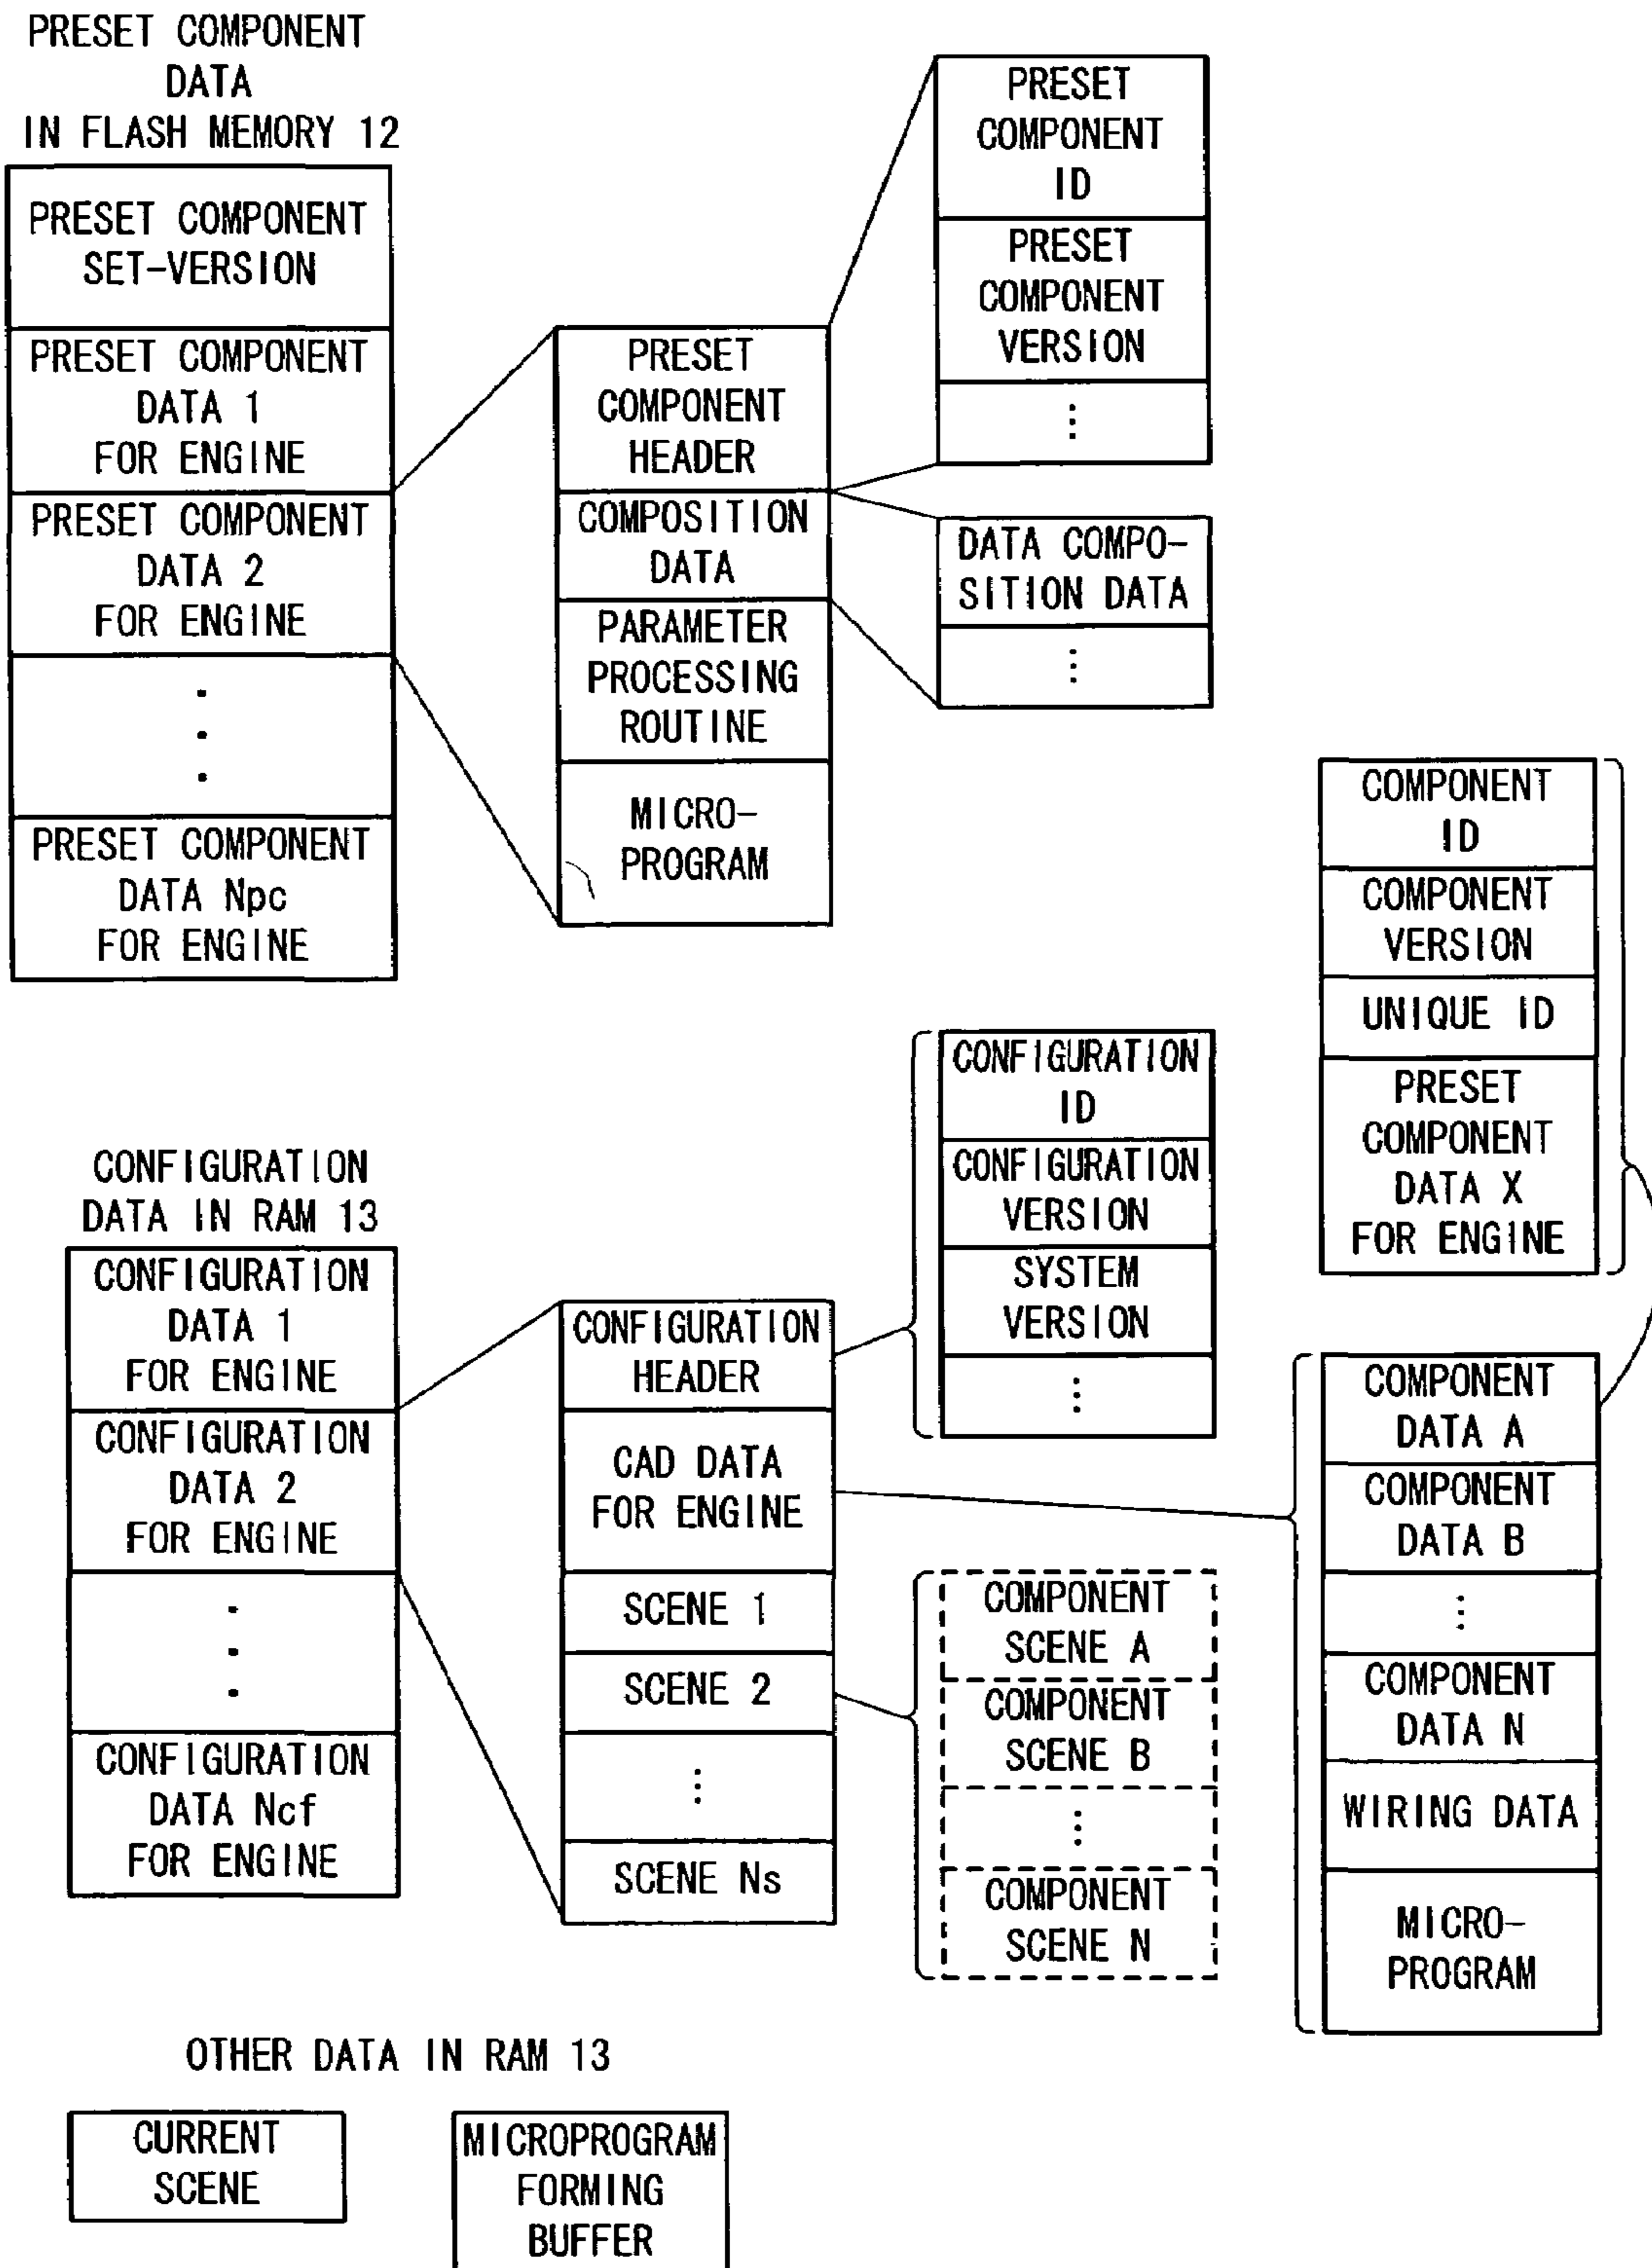 PRESET COMPONENT
DATA
IN FLASH MEMORY 12
PRESET COMPONENT
SET-VERSION
PRESET COMPONENT
DATA 1
FOR ENGINE
PRESET COMPONENT
DATA 2
FOR ENGINE
.
.
.
PRESET COMPONENT
DATA Npc
FOR ENGINE
PRESET
COMPONENT
HEADER
COMPOSITION
DATA
PARAMETER
PROCESSING
ROUTINE
MICRO-
PROGRAM
PRESET
COMPONENT
ID
PRESET
COMPONENT
VERSION
⋮
DATA COMPO-
SITION DATA
⋮
COMPONENT
ID
COMPONENT
VERSION
UNIQUE ID
PRESET
COMPONENT
DATA X
FOR ENGINE
CONFIGURATION
DATA IN RAM 13
CONFIGURATION
DATA 1
FOR ENGINE
CONFIGURATION
DATA 2
FOR ENGINE
.
.
.
CONFIGURATION
DATA Ncf
FOR ENGINE
CONFIGURATION
HEADER
CAD DATA
FOR ENGINE
SCENE 1
SCENE 2
⋮
SCENE Ns
CONFIGURATION
ID
CONFIGURATION
VERSION
SYSTEM
VERSION
⋮
COMPONENT
SCENE A
COMPONENT
SCENE B
⋮
COMPONENT
SCENE N
COMPONENT
DATA A
COMPONENT
DATA B
⋮
COMPONENT
DATA N
WIRING DATA
MICRO-
PROGRAM
OTHER DATA IN RAM 13
CURRENT
SCENE
MICROPROGRAM
FORMING
BUFFER